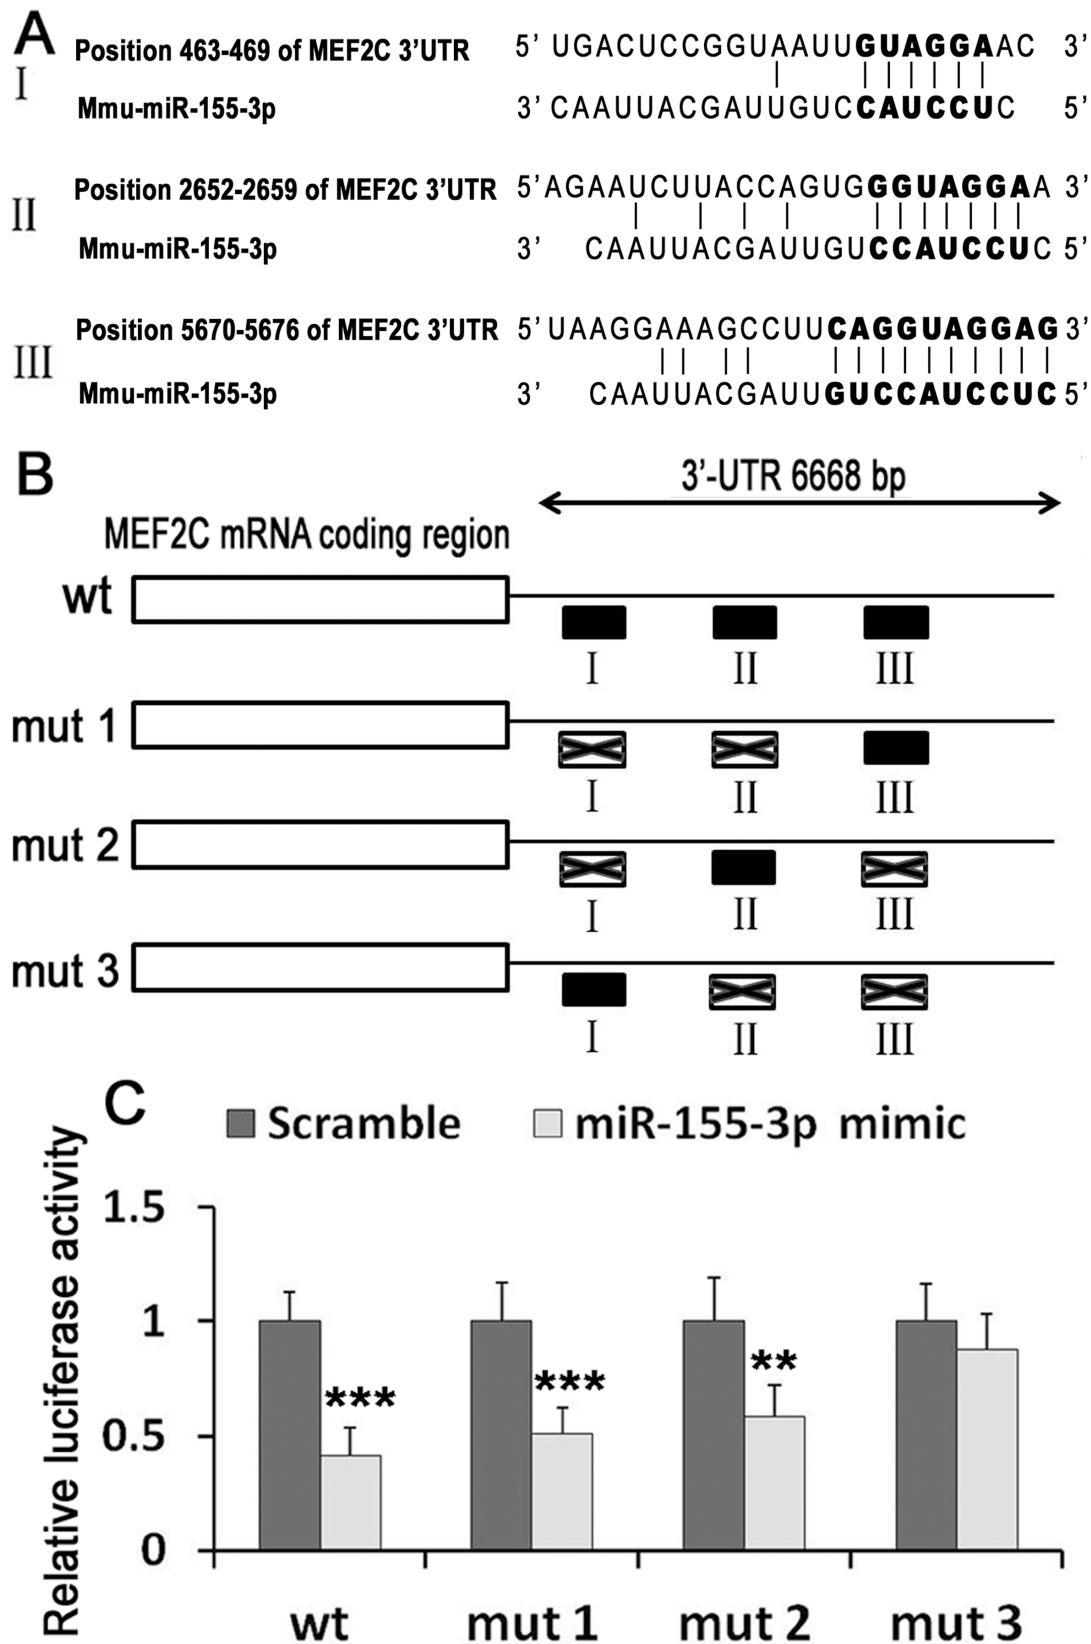 A
I
Position 463-469 of MEF2C 3’UTR 5’ UGACUCCGGUAAUUGUAGGAAC 3’
Mmu-miR-155-3p 3’ CAAUUACGAUUGUCCAUCCUC 5’
II
Position 2652-2659 of MEF2C 3’UTR 5’AGAAUCUUACCAGUGGGUAGGAA 3’
Mmu-miR-155-3p 3’ CAAUUACGAUUGUCCAUCCUC 5’
III
Position 5670-5676 of MEF2C 3’UTR 5’UAAGGAAAGCCUUCAGGUAGGAG 3’
Mmu-miR-155-3p 3’ CAAUUACGAUUGUCCAUCCUC 5’
B
3’-UTR 6668 bp
MEF2C mRNA coding region
wt
I II III
mut 1
I II III
mut 2
I II III
mut 3
I II III
C
Scramble miR-155-3p mimic
Relative luciferase activity
1.5
1
0.5
0
*** *** **
wt mut 1 mut 2 mut 3